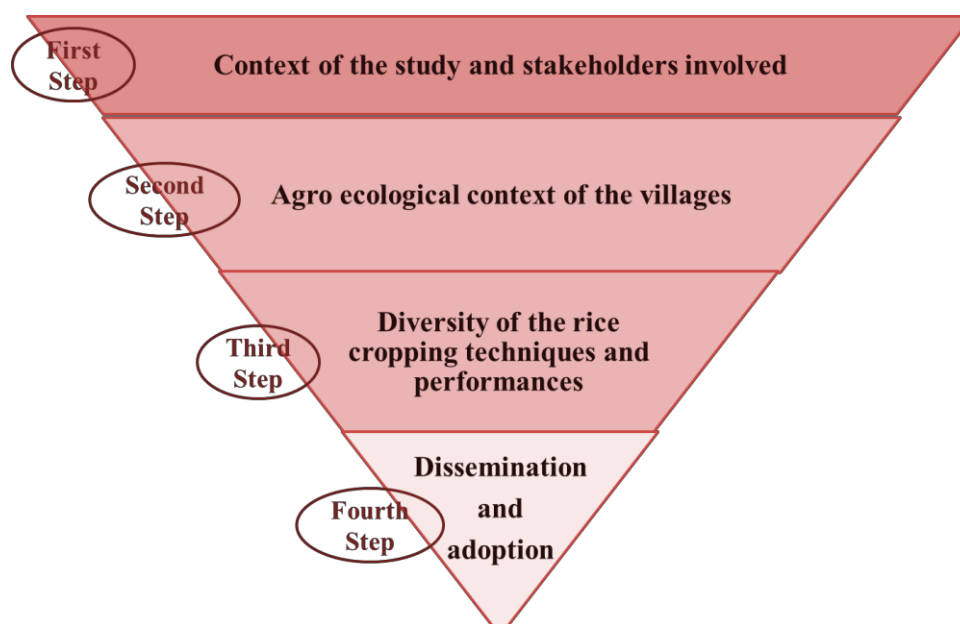 First
Step
Context of the study and stakeholders involved
Second
Step
Agro ecological context of the villages
Third
Step
Diversity of the rice
cropping techniques and
performances
Fourth
Step
Dissemination
and
adoption